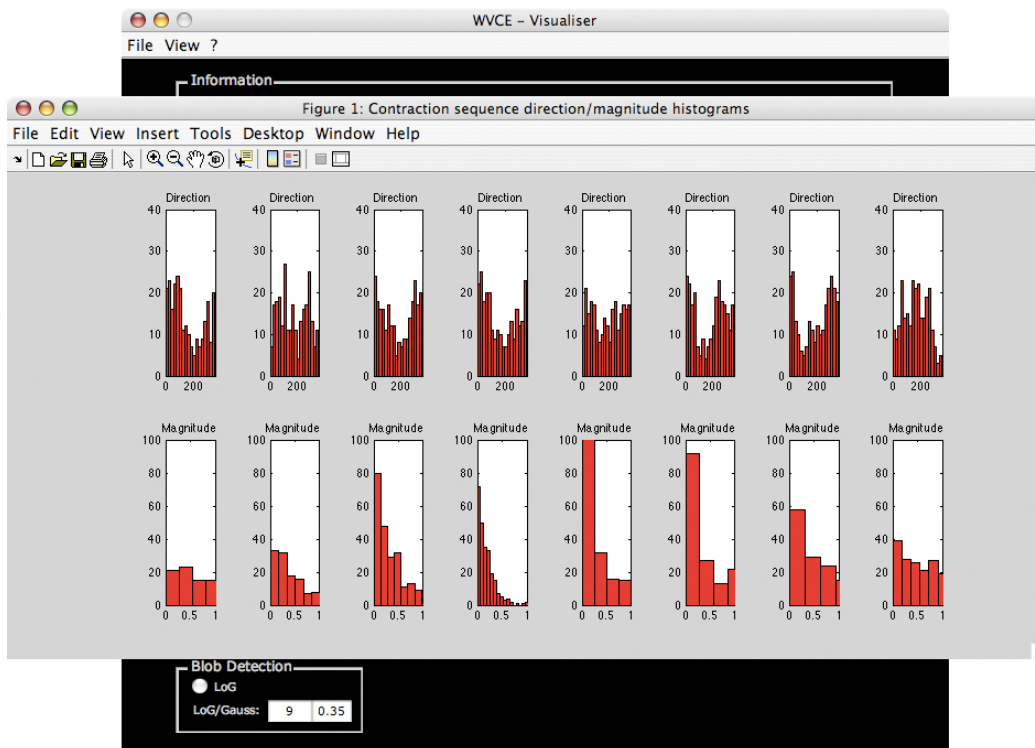 WVCE – Visualiser
File View ?
Information
Figure 1: Contraction sequence direction/magnitude histograms
File Edit View Insert Tools Desktop Window Help
Direction Direction Direction Direction Direction Direction Direction Direction
40 40 40 40 40 40 40 40
30 30 30 30 30 30 30 30
20 20 20 20 20 20 20 20
10 10 10 10 10 10 10 10
0 0 0 0 0 0 0 0
0 200 0 200 0 200 0 200 0 200 0 200 0 200 0 200
Magnitude Magnitude Magnitude Magnitude Magnitude Magnitude Magnitude Magnitude
100 100 100 100 100 100 100 100
80 80 80 80 80 80 80 80
60 60 60 60 60 60 60 60
40 40 40 40 40 40 40 40
20 20 20 20 20 20 20 20
0 0 0 0 0 0 0 0
0 0.5 1 0 0.5 1 0 0.5 1 0 0.5 1 0 0.5 1 0 0.5 1 0 0.5 1 0 0.5 1
Blob Detection
LoG
LoG/Gauss: 9 0.35